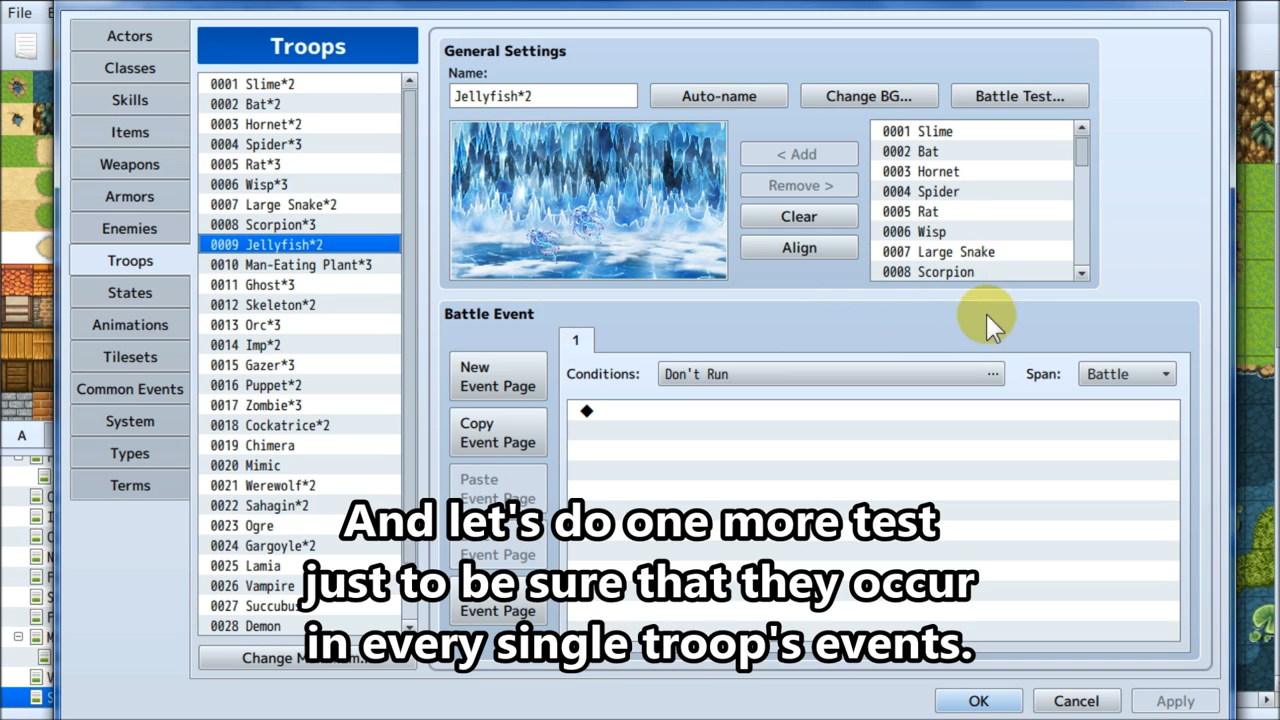 File
Actors
Classes
Skills
Items
Weapons
Armors
Enemies
Troops
States
Animations
Tilesets
Common Events
System
Types
Terms
A
Troops
0001 Slime*2
0002 Bat*2
0003 Hornet*2
0004 Spider*3
0005 Rat*3
0006 Wisp*3
0007 Large Snake*2
0008 Scorpion*3
0009 Jellyfish*2
0010 Man-Eating Plant*3
0011 Ghost*3
0012 Skeleton*2
0013 Orc*3
0014 Imp*2
0015 Gazer*3
0016 Puppet*2
0017 Zombie*3
0018 Cockatrice*2
0019 Chimera
0020 Mimic
0021 Werewolf*2
0022 Sahagin*2
0023 Ogre
0024 Gargoyle*2
0025 Lamia
0026 Vampire
0027
0028 Demon
Change
General Settings
Name:
Jellyfish*2
Auto-name
Change BG...
Battle Test...
< Add
Remove >
Clear
Align
0001 Slime
0002 Bat
0003 Hornet
0004 Spider
0005 Rat
0006 Wisp
0007 Large Snake
0008 Scorpion
Battle Event
1
New
Event Page
Copy
Event Page
Paste
Event Page
Event Page
Event Page
Conditions:
Don't Run
...
Span:
Battle
◆
And let's do one more test
just to be sure that they occur
in every single troop's events.
OK
Cancel
Apply